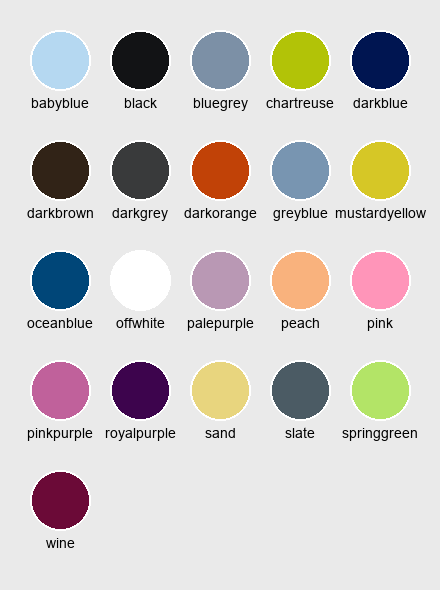 babyblue black bluegrey chartreuse darkblue
darkbrown darkgrey darkorange greyblue mustardyellow
oceanblue offwhite palepurple peach pink
pinkpurple royalpurple sand slate springgreen
wine